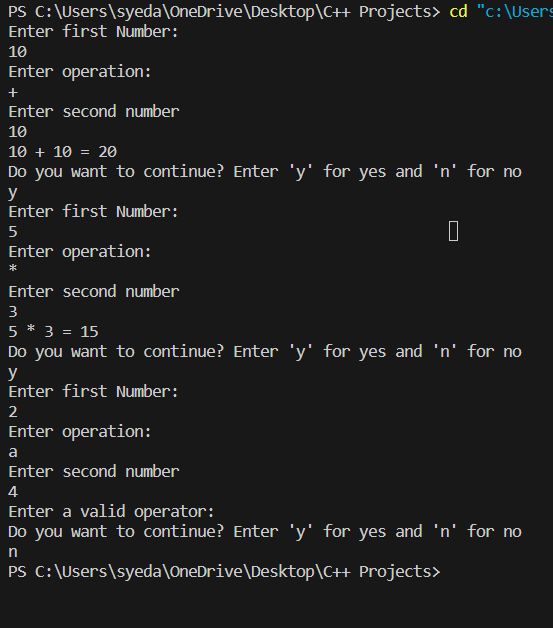 PS C:\Users\syeda\OneDrive\Desktop\C++ Projects> cd "c:\Users
Enter first Number:
10
Enter operation:
+
Enter second number
10
10 + 10 = 20
Do you want to continue? Enter 'y' for yes and 'n' for no
y
Enter first Number:
5
Enter operation:
*
Enter second number
3
5 * 3 = 15
Do you want to continue? Enter 'y' for yes and 'n' for no
y
Enter first Number:
2
Enter operation:
a
Enter second number
4
Enter a valid operator:
Do you want to continue? Enter 'y' for yes and 'n' for no
n
PS C:\Users\syeda\OneDrive\Desktop\C++ Projects>